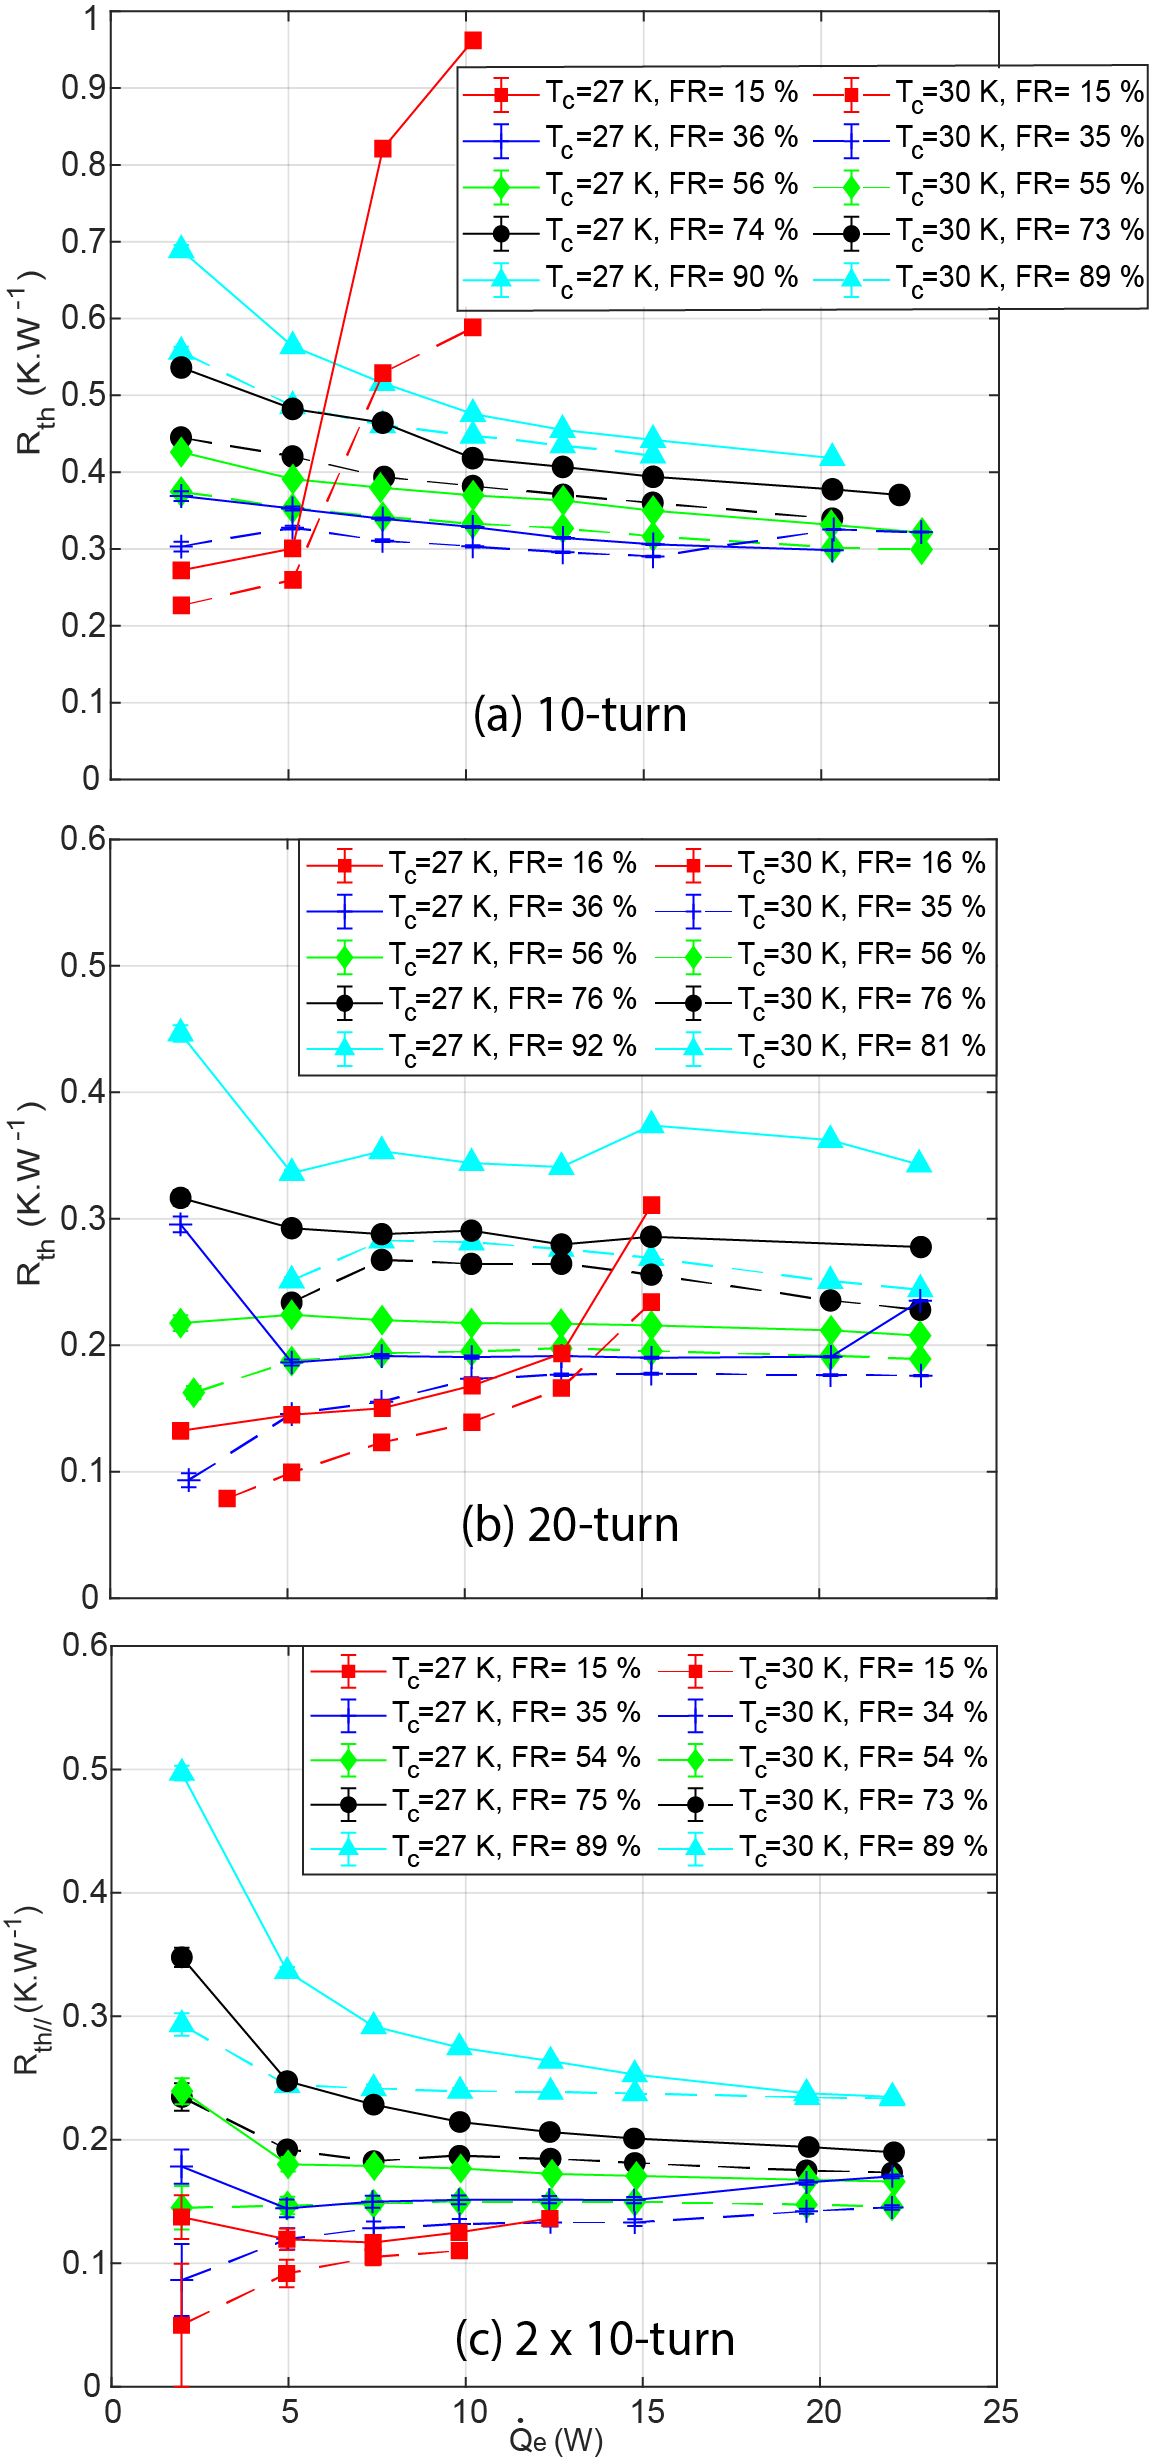 1
0.9
0.8
0.7
0.6
0.5
0.4
0.3
0.2
0.1
0
Rth (K.W-1)
Tc=27 K, FR= 15 %
Tc=30 K, FR= 15 %
Tc=27 K, FR= 36 %
Tc=30 K, FR= 35 %
Tc=27 K, FR= 56 %
Tc=30 K, FR= 55 %
Tc=27 K, FR= 74 %
Tc=30 K, FR= 73 %
Tc=27 K, FR= 90 %
Tc=30 K, FR= 89 %
(a) 10-turn
0.6
0.5
0.4
0.3
0.2
0.1
0
Rth (K.W-1)
Tc=27 K, FR= 16 %
Tc=30 K, FR= 16 %
Tc=27 K, FR= 36 %
Tc=30 K, FR= 35 %
Tc=27 K, FR= 56 %
Tc=30 K, FR= 56 %
Tc=27 K, FR= 76 %
Tc=30 K, FR= 76 %
Tc=27 K, FR= 92 %
Tc=30 K, FR= 81 %
(b) 20-turn
0.6
0.5
0.4
0.3
0.2
0.1
0
Rth// (K.W-1)
Tc=27 K, FR= 15 %
Tc=30 K, FR= 15 %
Tc=27 K, FR= 35 %
Tc=30 K, FR= 34 %
Tc=27 K, FR= 54 %
Tc=30 K, FR= 54 %
Tc=27 K, FR= 75 %
Tc=30 K, FR= 73 %
Tc=27 K, FR= 89 %
Tc=30 K, FR= 89 %
(c) 2 x 10-turn
0 5 10 15 20 25
Q̇e (W)